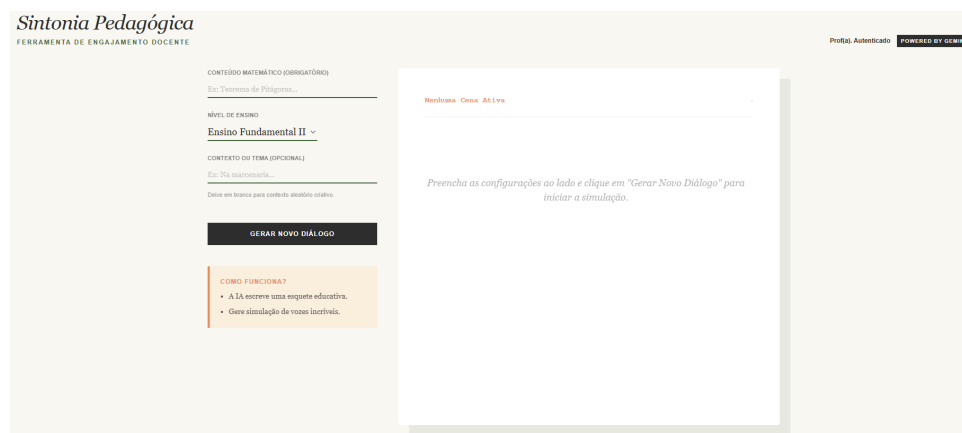 Sintonia Pedagógica
FERRAMENTA DE ENGAJAMENTO DOCENTE
Prof(a). Autenticado
POWERED BY GEMIN
CONTEÚDO MATEMÁTICO (OBRIGATÓRIO)
Ex: Teorema de Pitágoras...
NÍVEL DE ENSINO
Ensino Fundamental II
CONTEXTO OU TEMA (OPCIONAL)
Ex: Na marcenaria...
Deixe em branco para contexto aleatório criativo.
GERAR NOVO DIÁLOGO
COMO FUNCIONA?
• A IA escreve uma esquete educativa.
• Gere simulação de vozes incríveis.
Nenhuma Cena Ativa
-
Preencha as configurações ao lado e clique em "Gerar Novo Diálogo" para
iniciar a simulação.